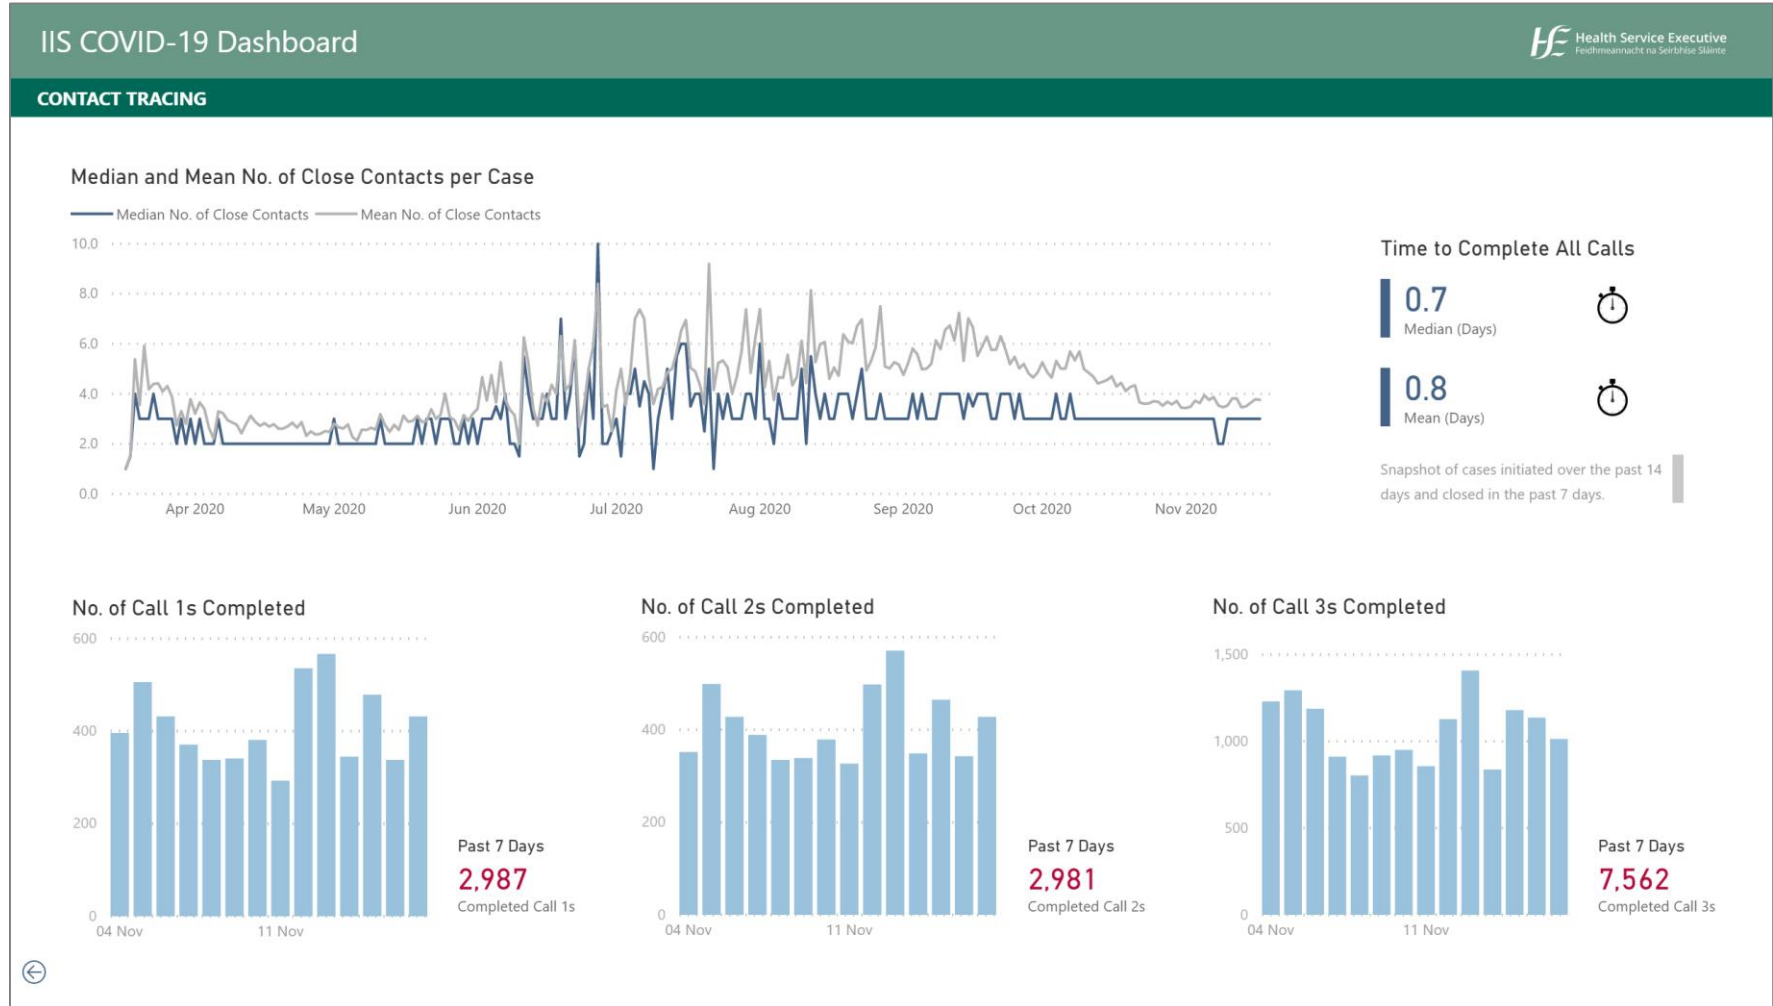 IIS COVID-19 Dashboard
Health Service Executive
Feidhmeannacht na Seirbhíse Sláinte
CONTACT TRACING
Median and Mean No. of Close Contacts per Case
Median No. of Close Contacts Mean No. of Close Contacts
10.0
8.0
6.0
4.0
2.0
0.0
Apr 2020 May 2020 Jun 2020 Jul 2020 Aug 2020 Sep 2020 Oct 2020 Nov 2020
Time to Complete All Calls
0.7
Median (Days)
0.8
Mean (Days)
Snapshot of cases initiated over the past 14
days and closed in the past 7 days.
No. of Call 1s Completed
600
400
200
0
04 Nov 11 Nov
Past 7 Days
2,987
Completed Call 1s
No. of Call 2s Completed
600
400
200
0
04 Nov 11 Nov
Past 7 Days
2,981
Completed Call 2s
No. of Call 3s Completed
1,500
1,000
500
0
04 Nov 11 Nov
Past 7 Days
7,562
Completed Call 3s